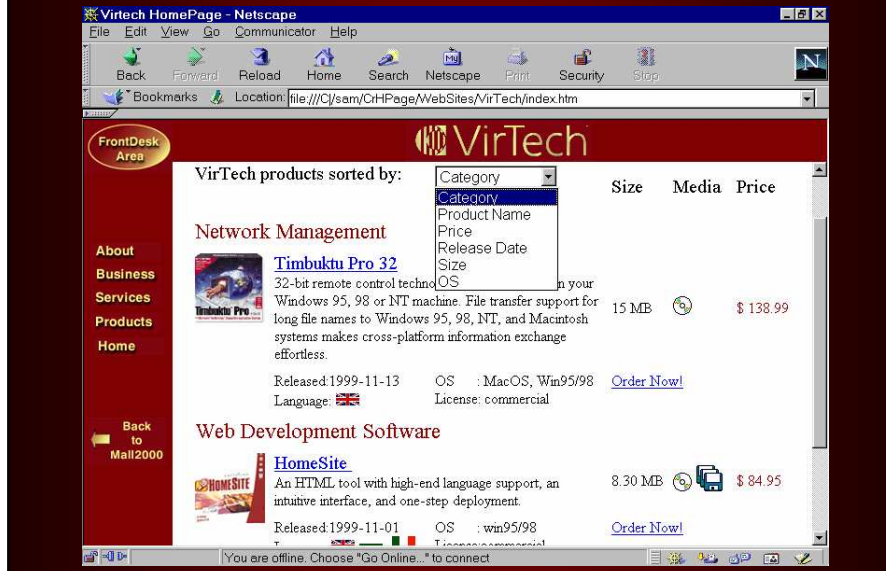 Virtech HomePage - Netscape
File Edit View Go Communicator Help
Back Forward Reload Home Search Netscape Print Security Stop
My
N
Bookmarks Location: file:///C|/sam/CrHPage/WebSites/VirTech/index.htm
FrontDesk
Area
VirTech
VirTech products sorted by:
Category
Size Media Price
Category
Product Name
Price
Release Date
Size
OS
About
Business
Services
Products
Home
Back
to
Mall2000
Network Management
Timbuktu Pro
Timbuktu Pro 32
32-bit remote control n your
Windows 95, 98 or NT machine. File transfer support for
long file names to Windows 95, 98, NT, and Macintosh
systems makes cross-platform information exchange
effortless.
15 MB $ 138.99
Released:1999-11-13 OS : MacOS, Win95/98 Order Now!
Language: License: commercial
Web Development Software
HOMESITE
HomeSite
An HTML tool with high-end language support, an
intuitive interface, and one-step deployment.
8.30 MB $ 84.95
Released:1999-11-01 OS : win95/98 Order Now!
You are offline. Choose "Go Online..." to connect